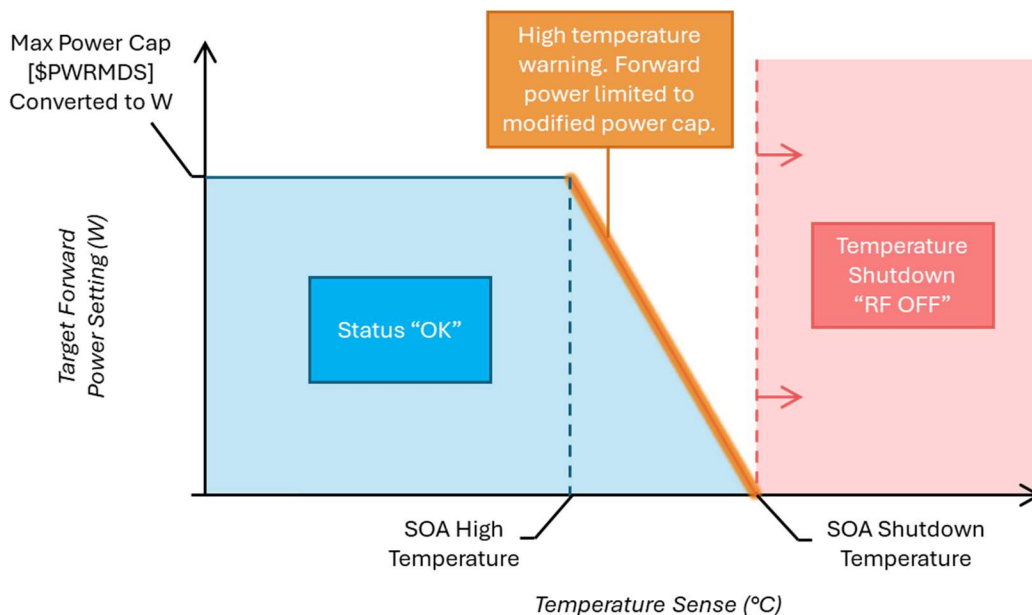 Max Power Cap
[$PWRMDS]
Converted to W
High temperature
warning. Forward
power limited to
modified power cap.
Target Forward
Power Setting (W)
Status “OK”
Temperature
Shutdown
“RF OFF”
SOA High
Temperature
SOA Shutdown
Temperature
Temperature Sense (°C)